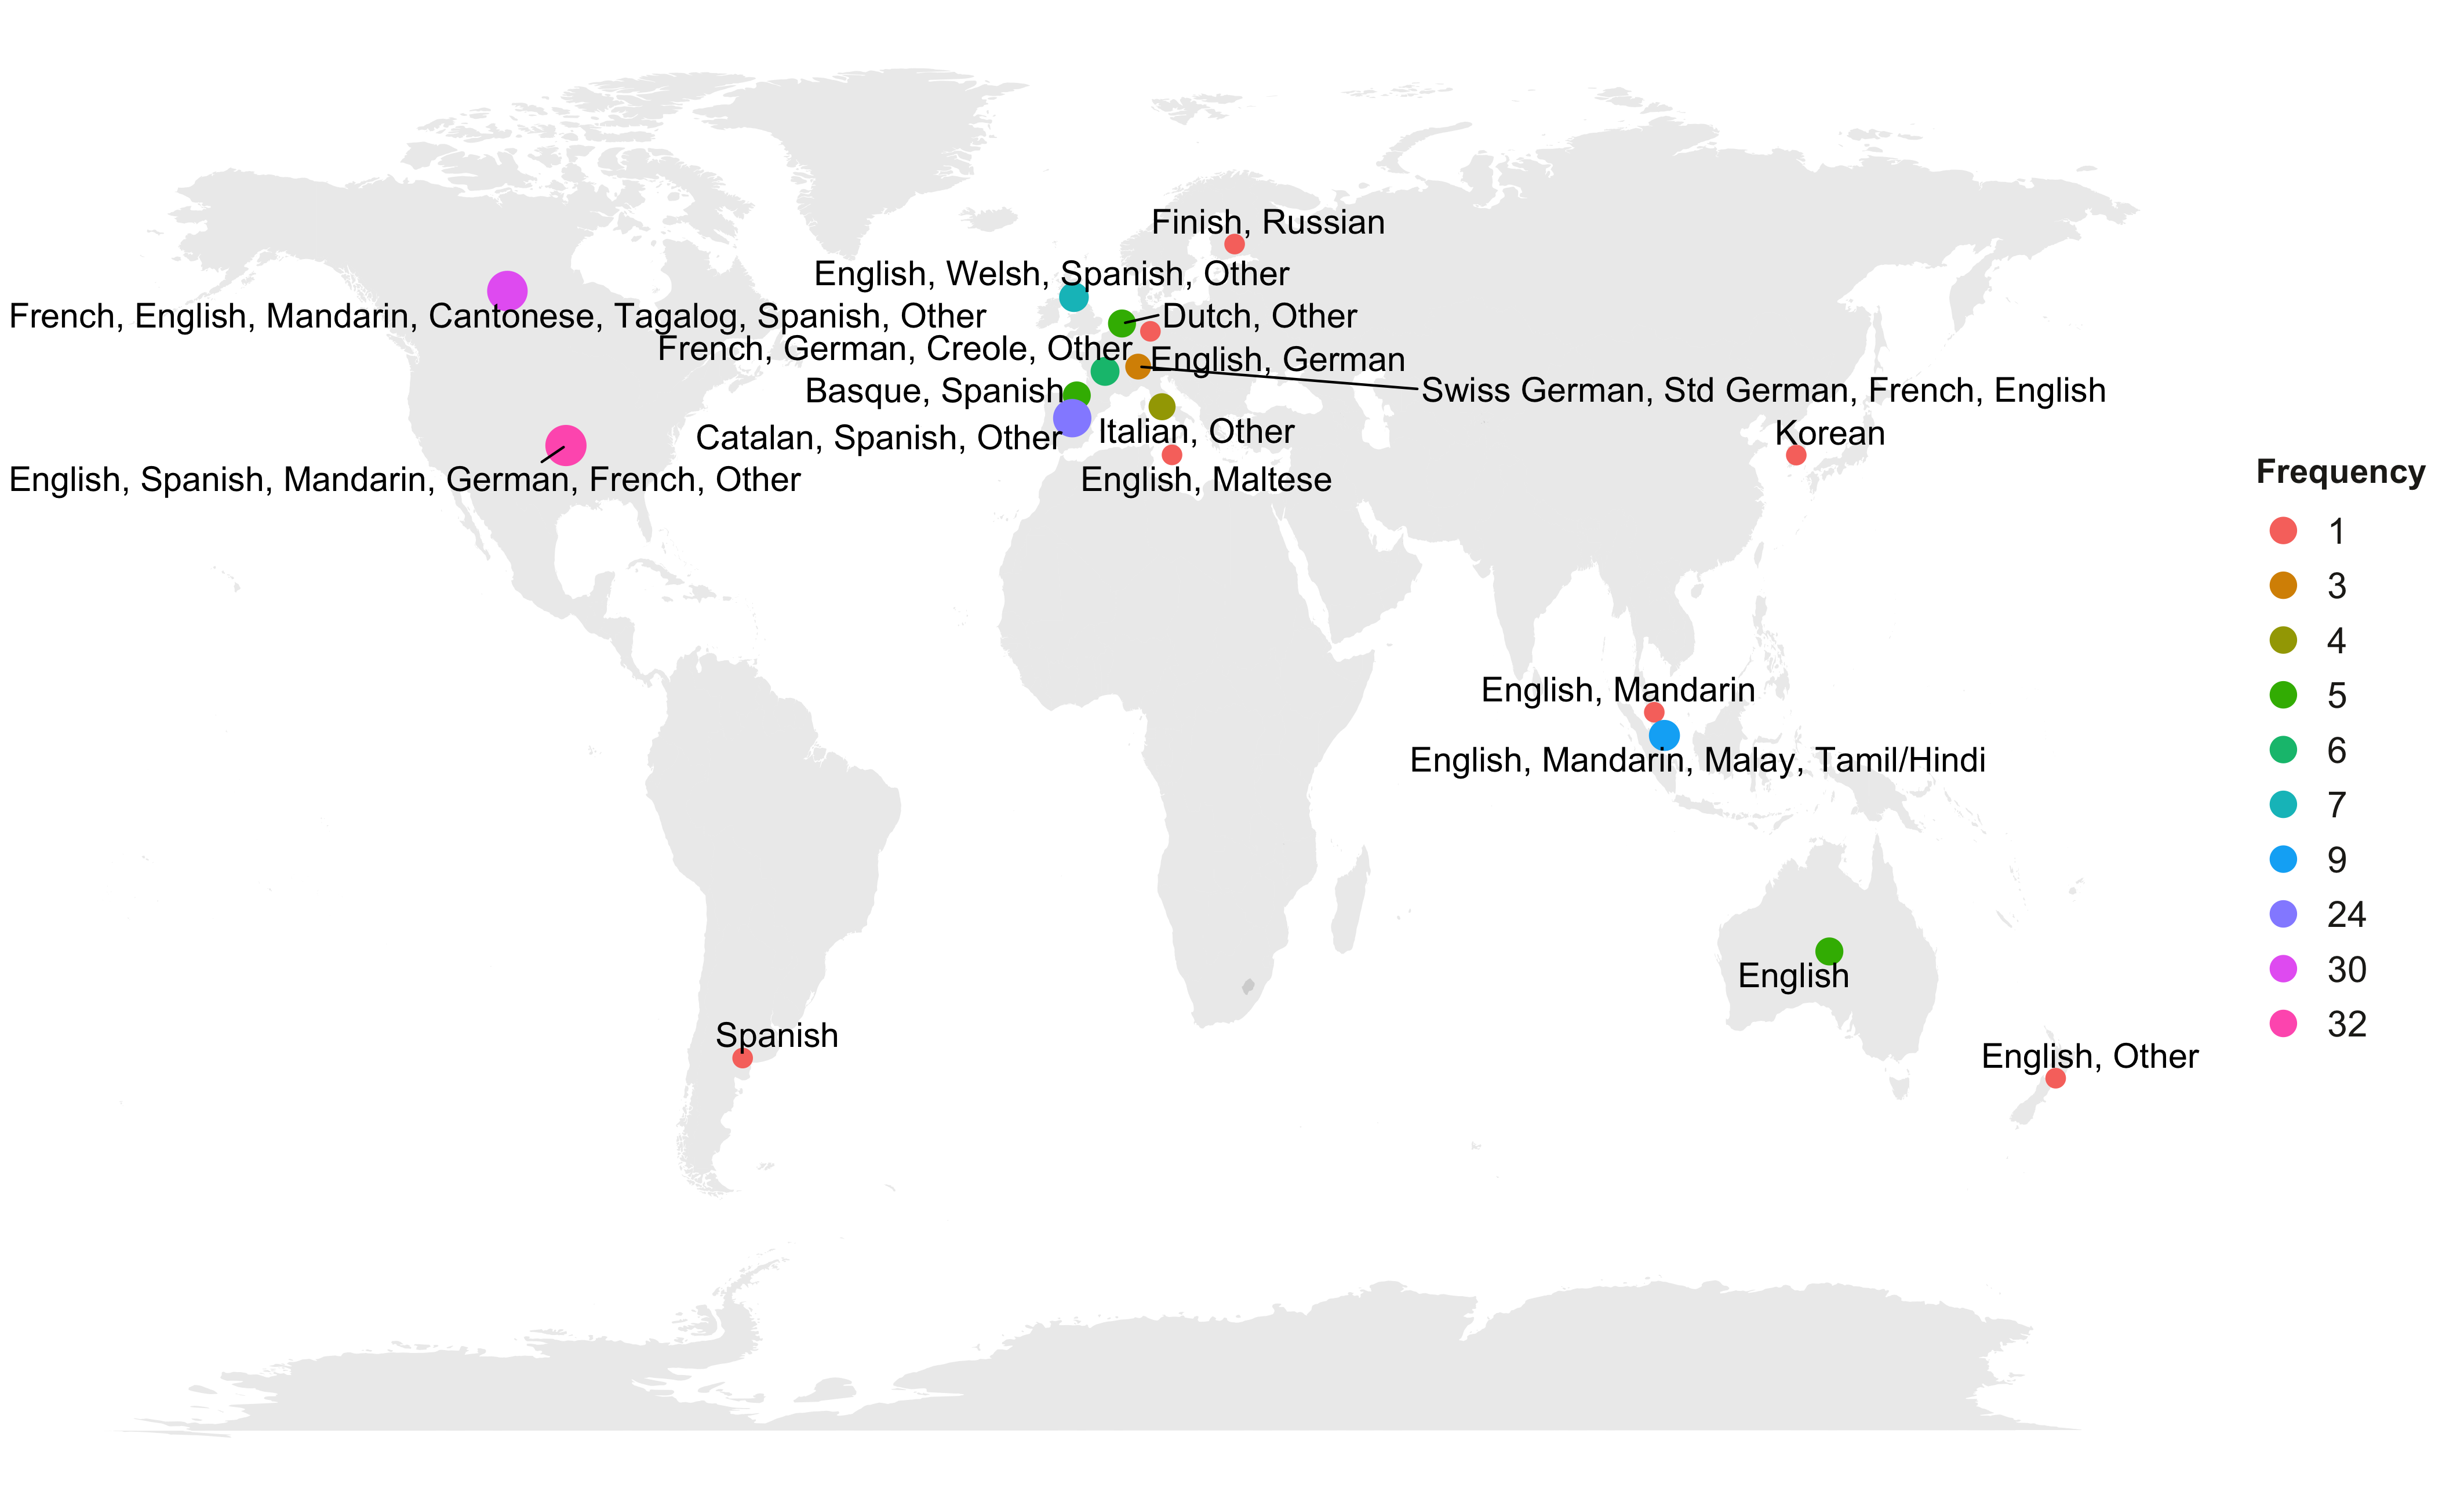 Finish, Russian
English, Welsh, Spanish, Other
French, English, Mandarin, Cantonese, Tagalog, Spanish, Other
Dutch, Other
French, German, Creole, Other
English, German
Basque, Spanish
Swiss German, Std German, French, English
Catalan, Spanish, Other
Italian, Other
Korean
English, Spanish, Mandarin, German, French, Other
English, Maltese
English, Mandarin
English, Mandarin, Malay, Tamil/Hindi
English
Spanish
English, Other
Frequency
1
3
4
5
6
7
9
24
30
32